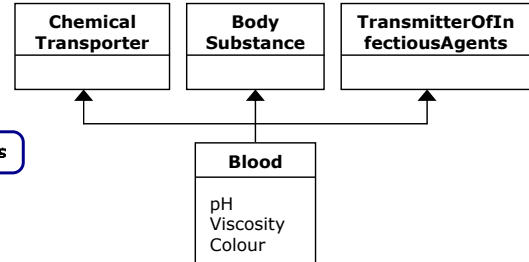 Chemical
Transporter
Body
Substance
TransmitterOfIn
fectiousAgents
s
Blood
pH
Viscosity
Colour